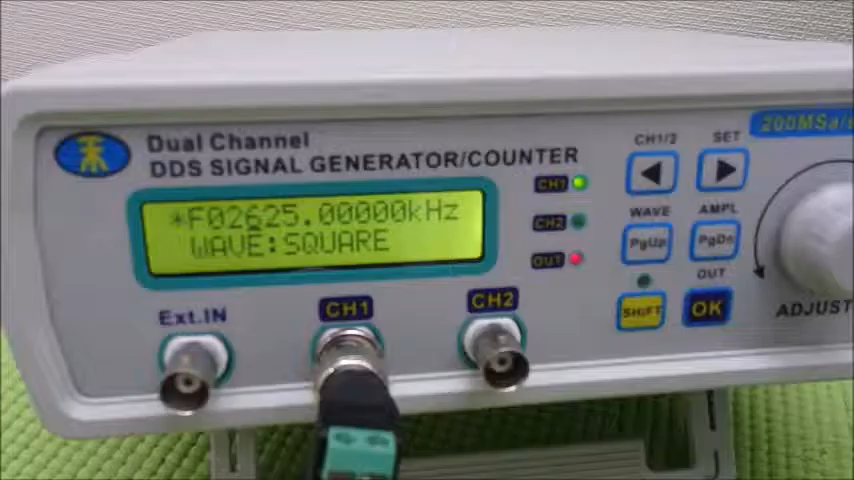 Dual Channel
DDS SIGNAL GENERATOR/COUNTER
200MSa/s
*F02625.00000kHz
WAVE:SQUARE
CH1
CH2
OUT
CH1/2
SET
WAVE
AMPL
PgUp
PgDn
OUT
SHIFT
OK
ADJUST
Ext.IN
CH1
CH2